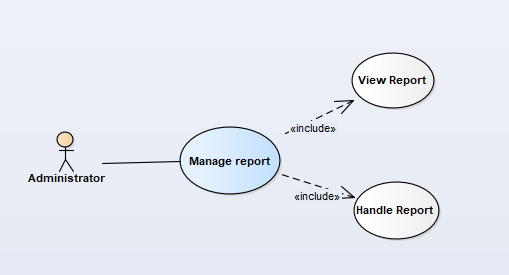 View Report
«include»
Manage report
Administrator
«include»
Handle Report